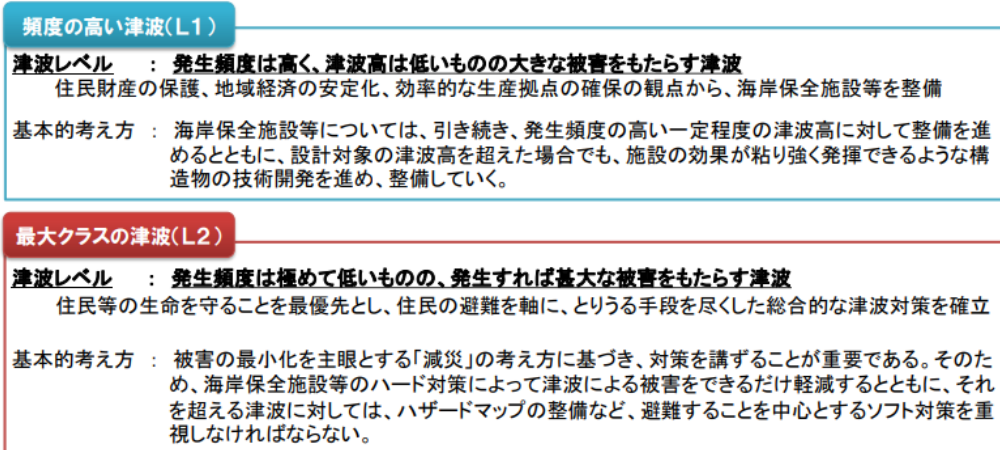 頻度の高い津波(L1)
津波レベル : 発生頻度は高く、津波高は低いものの大きな被害をもたらす津波
住民財産の保護、地域経済の安定化、効率的な生産拠点の確保の観点から、海岸保全施設等を整備
基本的考え方 : 海岸保全施設等については、引き続き、発生頻度の高い一定程度の津波高に対して整備を進
めるとともに、設計対象の津波高を超えた場合でも、施設の効果が粘り強く発揮できるような構
造物の技術開発を進め、整備していく。
最大クラスの津波(L2)
津波レベル : 発生頻度は極めて低いものの、発生すれば甚大な被害をもたらす津波
住民等の生命を守ることを最優先とし、住民の避難を軸に、とりうる手段を尽くした総合的な津波対策を確立
基本的考え方 : 被害の最小化を主眼とする「減災」の考え方に基づき、対策を講ずることが重要である。そのた
め、海岸保全施設等のハード対策によって津波による被害をできるだけ軽減するとともに、それ
を超える津波に対しては、ハザードマップの整備など、避難することを中心とするソフト対策を重
視しなければならない。